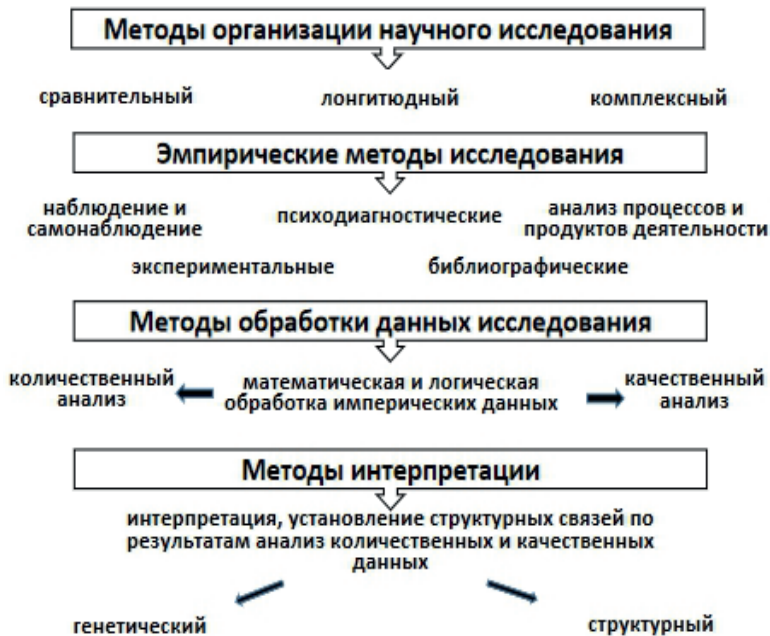 Методы организации научного исследования
сравнительный
лонгитюдный
комплексный
Эмпирические методы исследования
наблюдение и
самонаблюдение
психодиагностические
анализ процессов и
продуктов деятельности
экспериментальные
библиографические
Методы обработки данных исследования
количественный
анализ
математическая и логическая
обработка имперических данных
качественный
анализ
Методы интерпретации
интерпретация, установление структурных связей по
результатам анализ количественных и качественных
данных
генетический
структурный